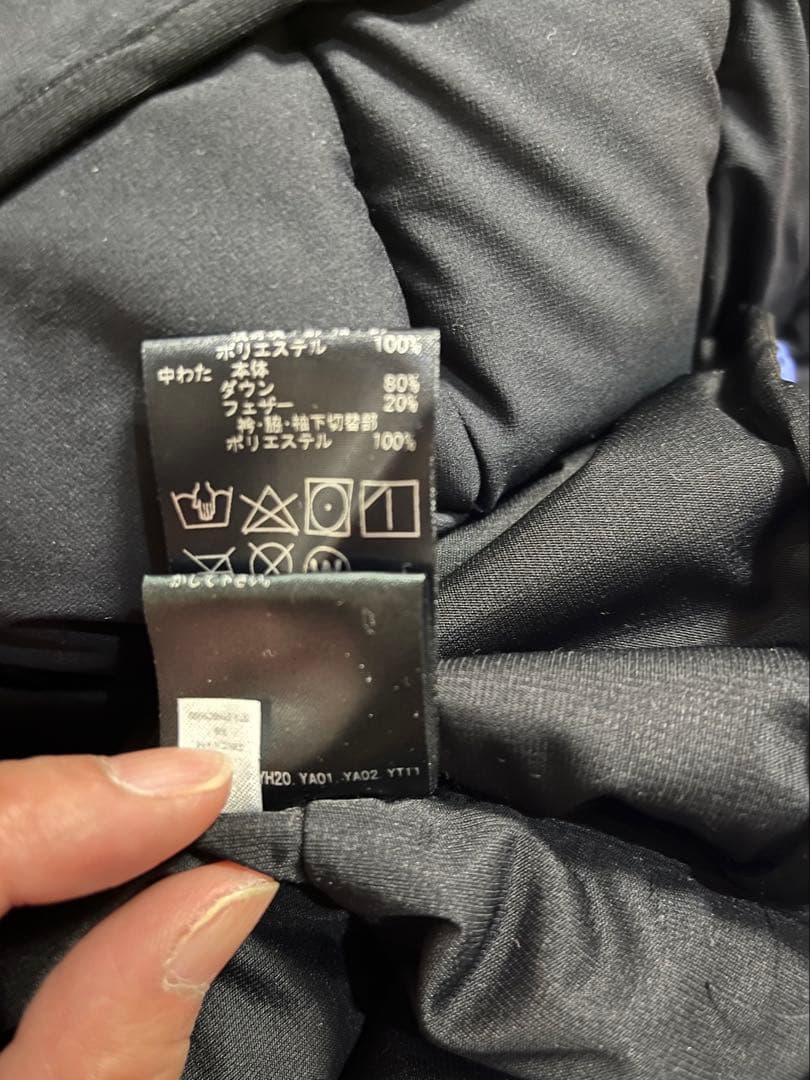 ポリエステル 100%
中わた 本体
ダウン 80%
フェザー 20%
衿・脇・袖下切替部
ポリエステル 100%
YH20. YA01. YA02. YT11